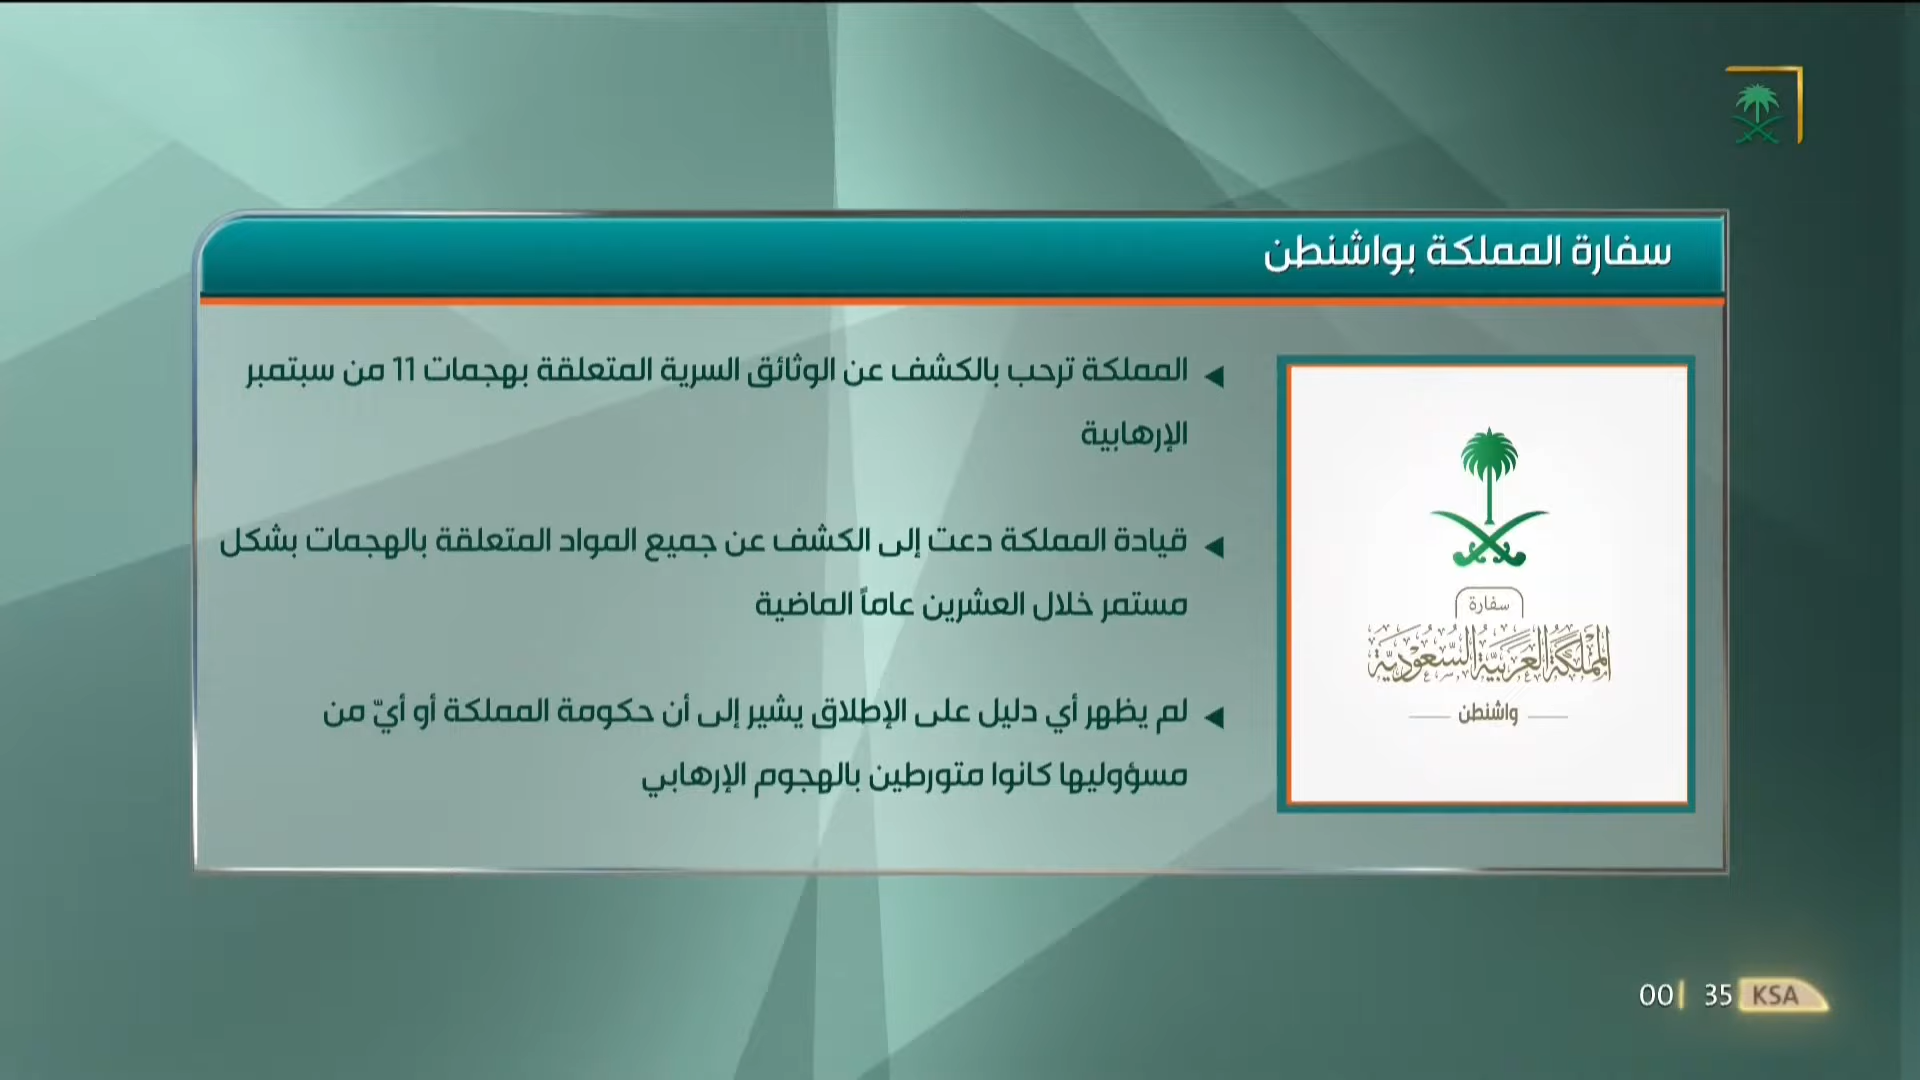 سفارة المملكة بواشنطن
المملكة ترحب بالكشف عن الوثائق السرية المتعلقة بهجمات 11 من سبتمبر
الإرهابية
قيادة المملكة دعت إلى الكشف عن جميع المواد المتعلقة بالهجمات بشكل
مستمر خلال العشرين عاماً الماضية
لم يظهر أي دليل على الإطلاق يشير إلى أن حكومة المملكة أو أيّ من
مسؤوليها كانوا متورطين بالهجوم الإرهابي
سفارة
المملكة العربية السعودية
واشنطن
00 35 KSA